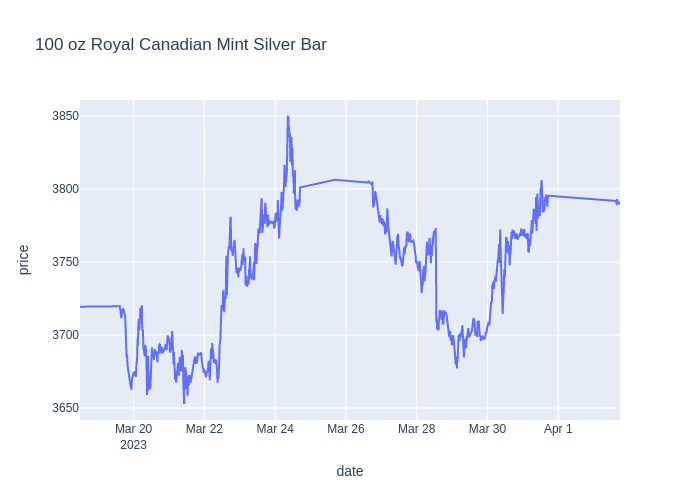 100 oz Royal Canadian Mint Silver Bar
3850
3800
3750
3700
3650
price
Mar 20
2023
Mar 22
Mar 24
Mar 26
Mar 28
Mar 30
Apr 1
date